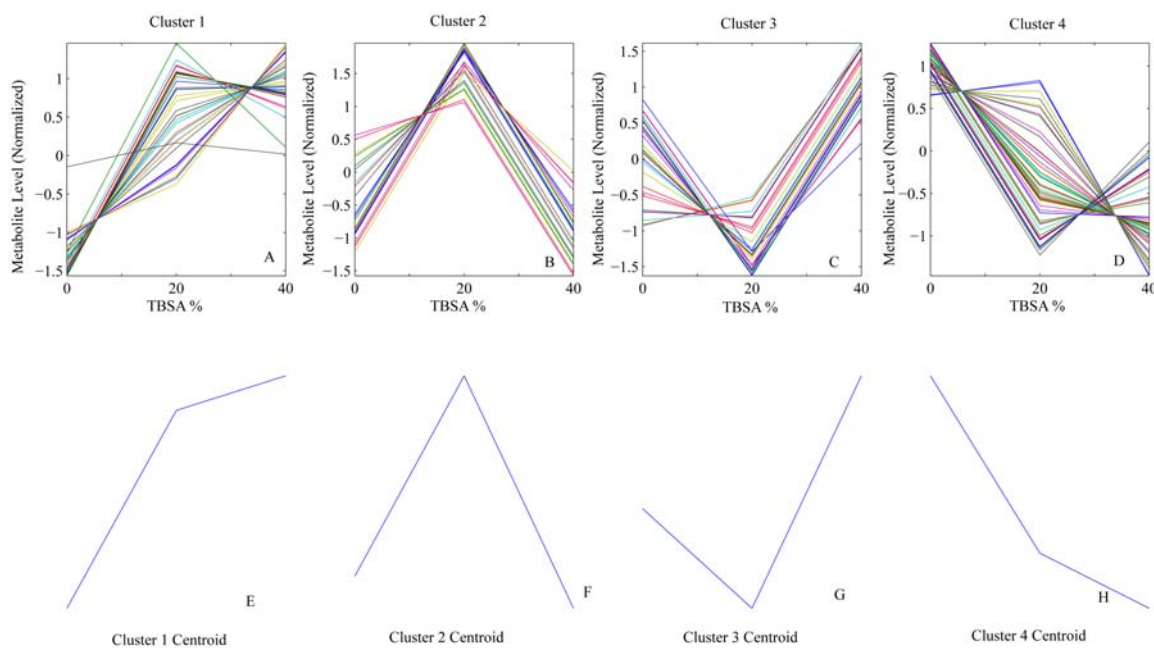 Cluster 1
Cluster 2
Cluster 3
Cluster 4
Metabolite Level (Normalized)
1
0.5
0
−0.5
−1
−1.5
A
0
20
40
TBSA %
Metabolite Level (Normalized)
1.5
1
0.5
0
−0.5
−1
−1.5
B
0
20
40
TBSA %
Metabolite Level (Normalized)
1.5
1
0.5
0
−0.5
−1
−1.5
C
0
20
40
TBSA %
Metabolite Level (Normalized)
1
0.5
0
−0.5
−1
D
0
20
40
TBSA %
E
F
G
H
Cluster 1 Centroid
Cluster 2 Centroid
Cluster 3 Centroid
Cluster 4 Centroid